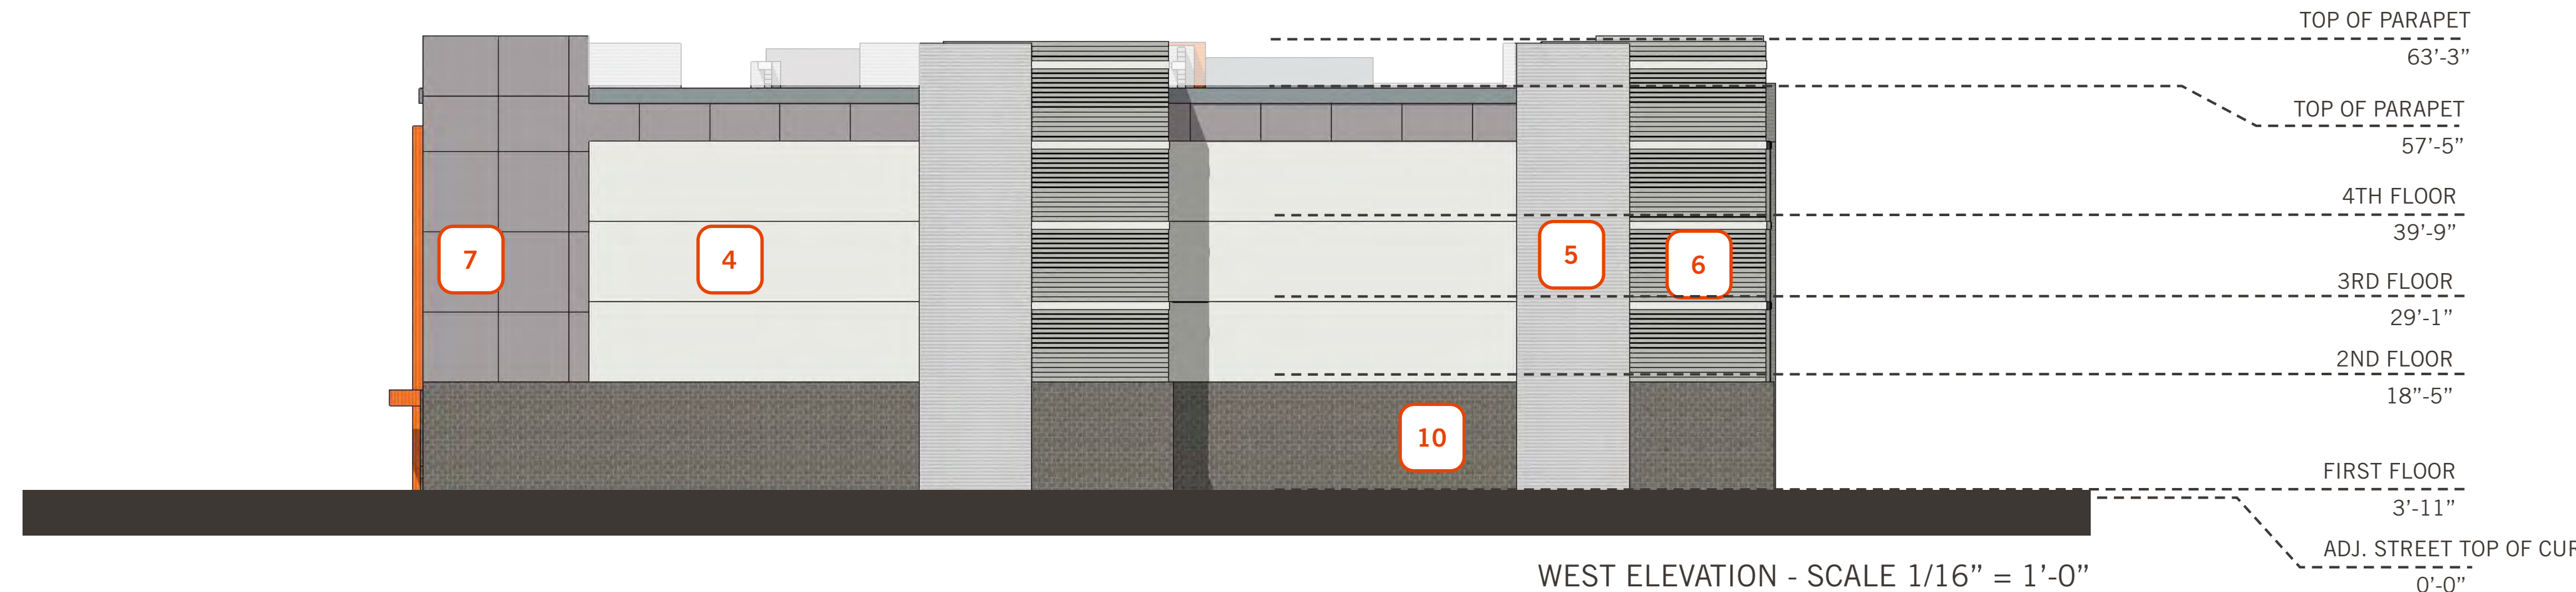 TOP OF PARAPET
63’-3”
TOP OF PARAPET
57’-5”
4TH FLOOR
39’-9”
7
4
5
6
3RD FLOOR
29’-1”
2ND FLOOR
18”-5”
10
FIRST FLOOR
3’-11”
ADJ. STREET TOP OF CUR
WEST ELEVATION - SCALE 1/16” = 1’-0”
0’-0”